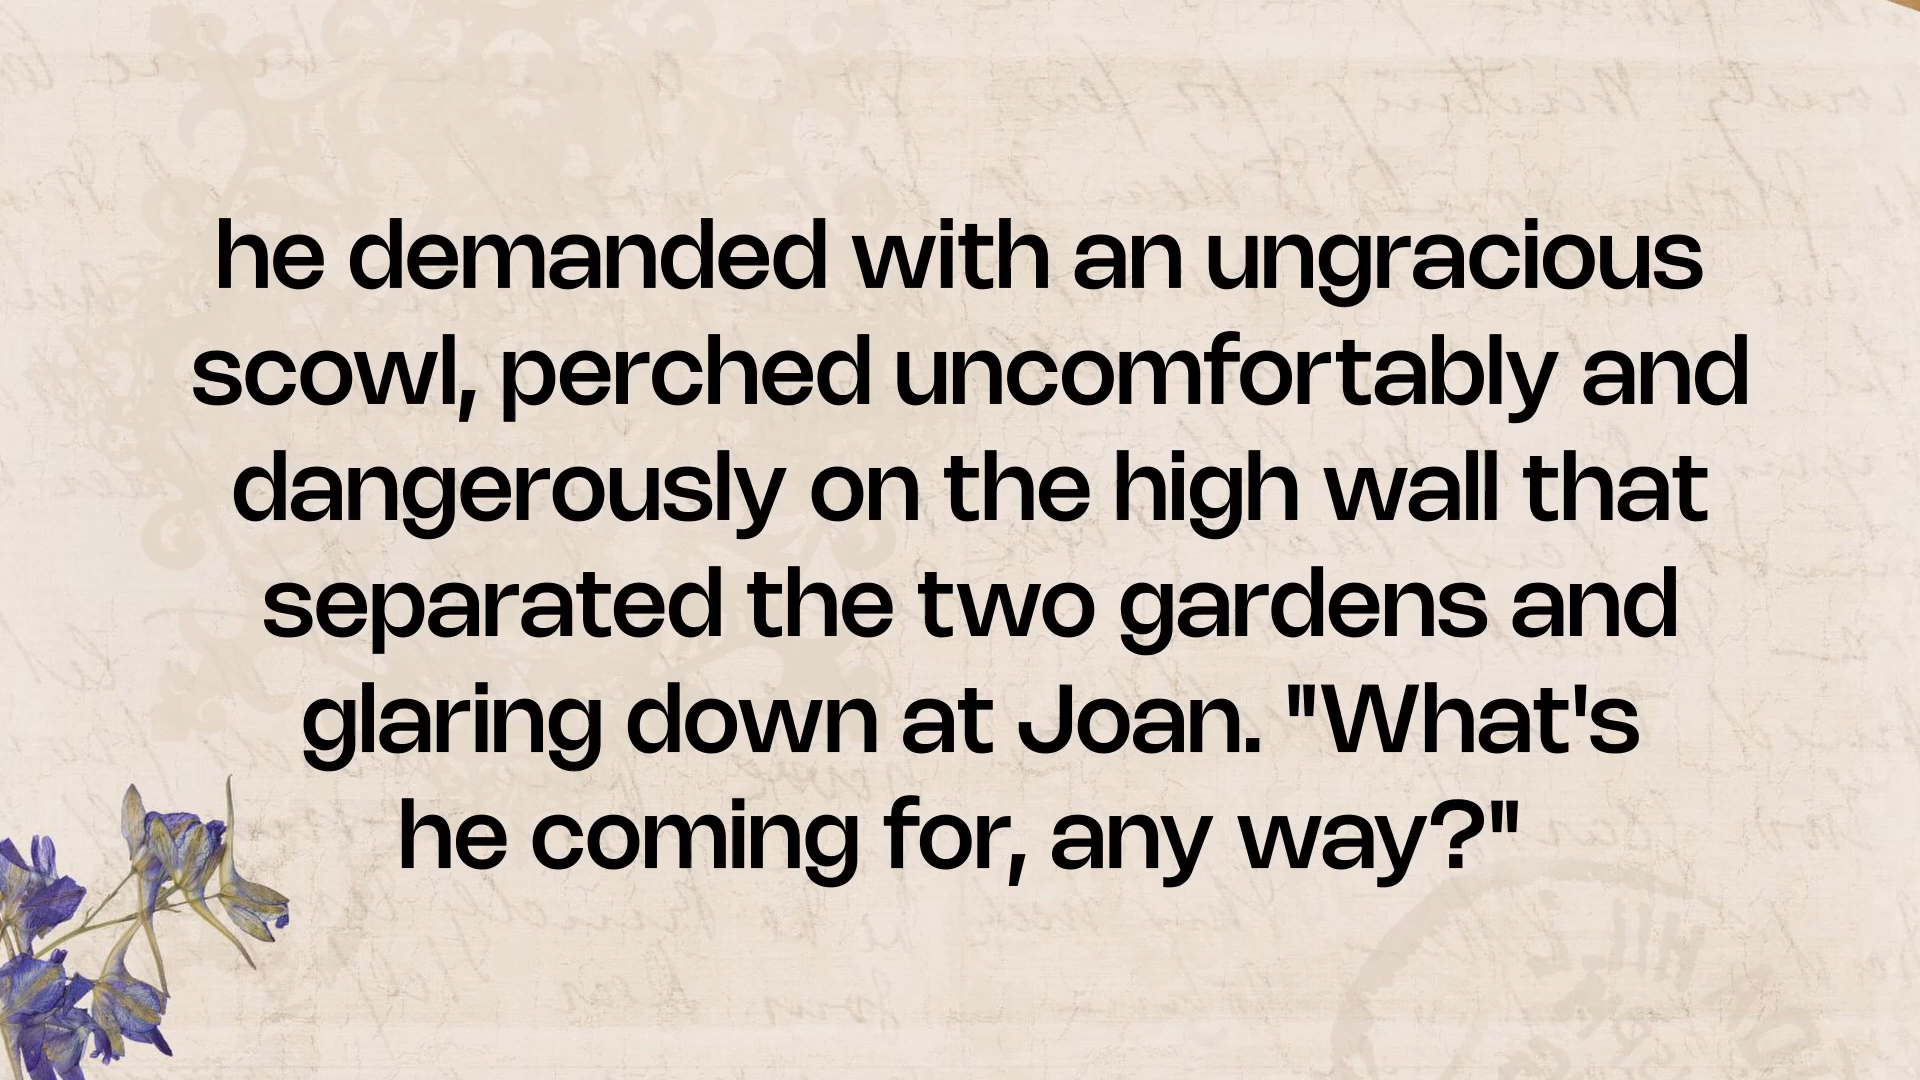 he demanded with an ungracious
scowl, perched uncomfortably and
dangerously on the high wall that
separated the two gardens and
glaring down at Joan. "What's
he coming for, any way?"